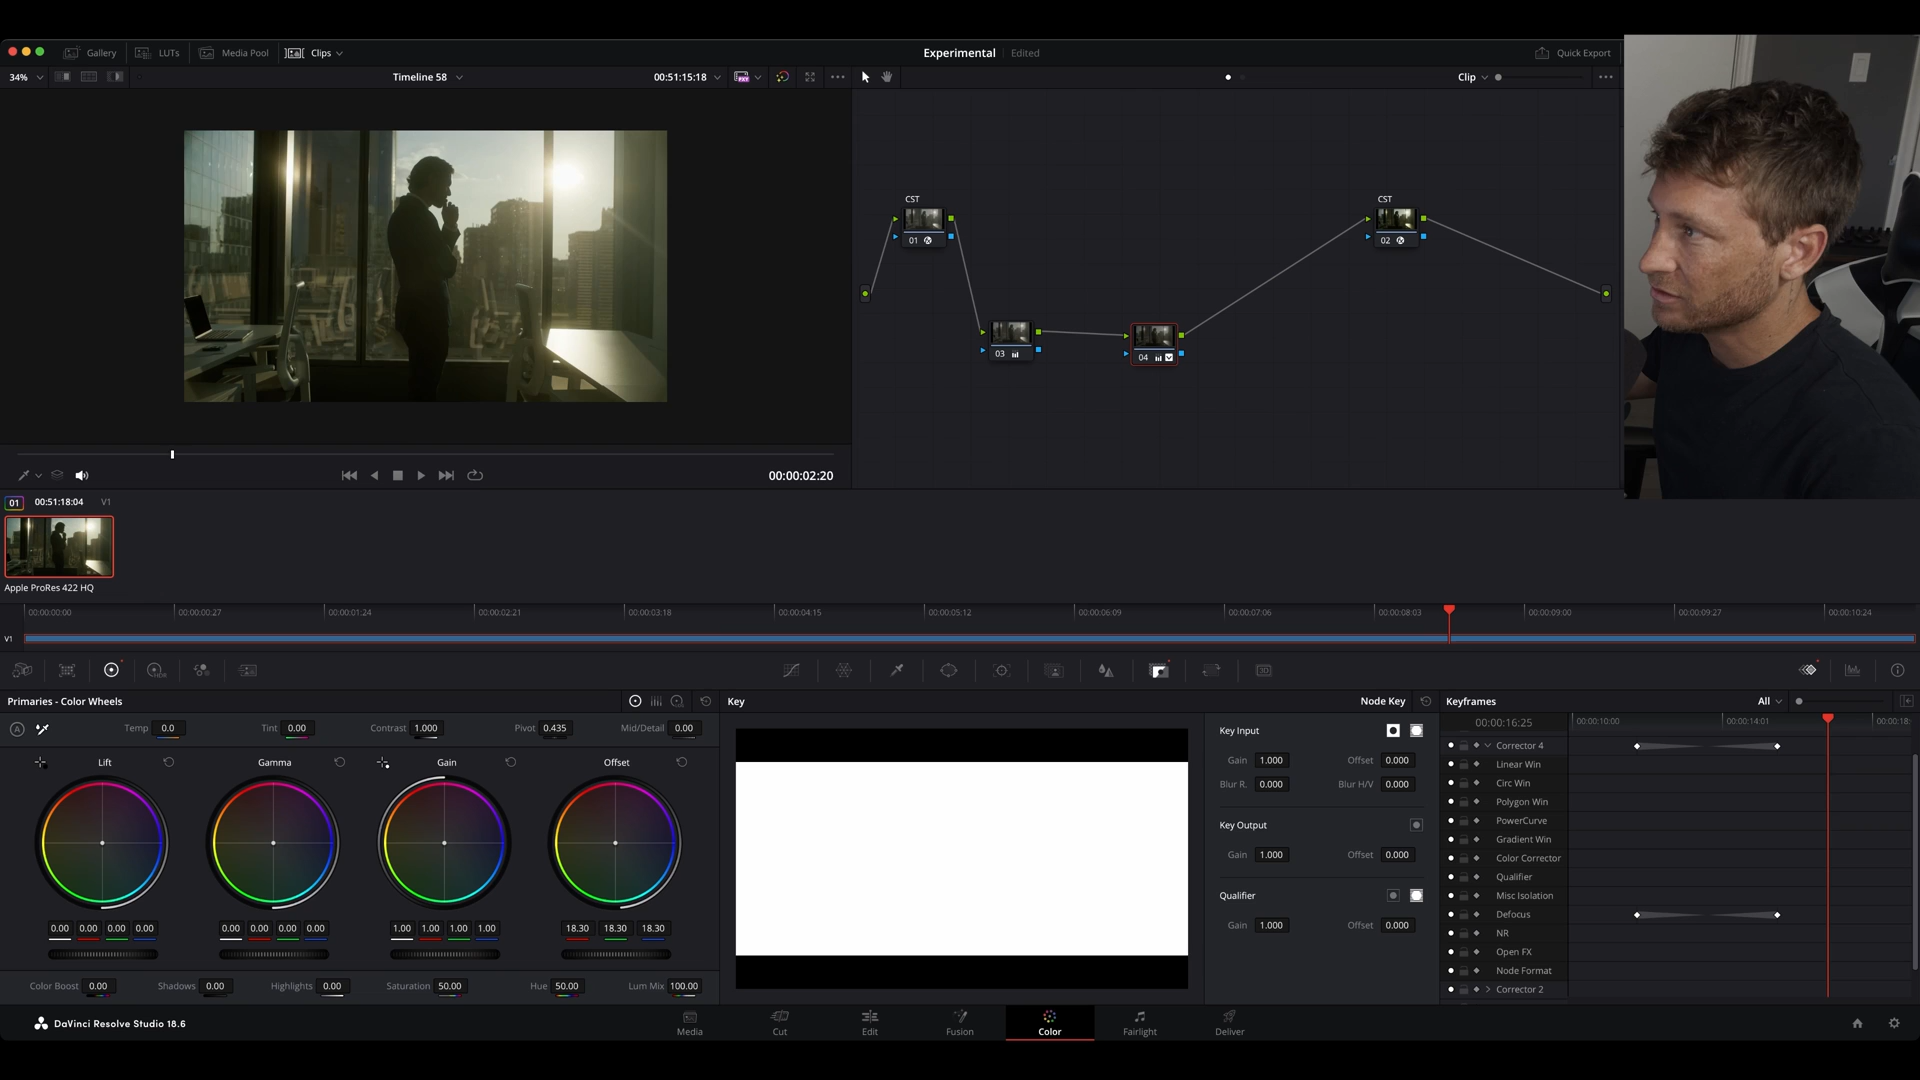 Gallery LUTs Media Pool Clips Experimental Edited Quick Export
34% Timeline 58 00:51:15:18 Clip
CST CST
01 02
03 04
00:00:02:20
01 00:51:18:04 V1
Apple ProRes 422 HQ
00:00:00:00 00:00:00:27 00:00:01:24 00:00:02:21 00:00:03:18 00:00:04:15 00:00:05:12 00:00:06:09 00:00:07:06 00:00:08:03 00:00:09:00 00:00:09:27 00:00:10:24
V1
Primaries - Color Wheels
A Temp 0.0 Tint 0.00 Contrast 1.000 Pivot 0.435 Mid/Detail 0.00
Lift Gamma Gain Offset
0.00 0.00 0.00 0.00 0.00 0.00 0.00 0.00 1.00 1.00 1.00 1.00 18.30 18.30 18.30
Color Boost 0.00 Shadows 0.00 Highlights 0.00 Saturation 50.00 Hue 50.00 Lum Mix 100.00
Key Node Key
Key Input
Gain 1.000 Offset 0.000
Blur R. 0.000 Blur H/V 0.000
Key Output
Gain 1.000 Offset 0.000
Qualifier
Gain 1.000 Offset 0.000
Keyframes All
00:00:16:25 00:00:10:00 00:00:14:01 00:00:18:
Corrector 4
Linear Win
Circ Win
Polygon Win
PowerCurve
Gradient Win
Color Corrector
Qualifier
Misc Isolation
Defocus
NR
Open FX
Node Format
Corrector 2
DaVinci Resolve Studio 18.6 Media Cut Edit Fusion Color Fairlight Deliver